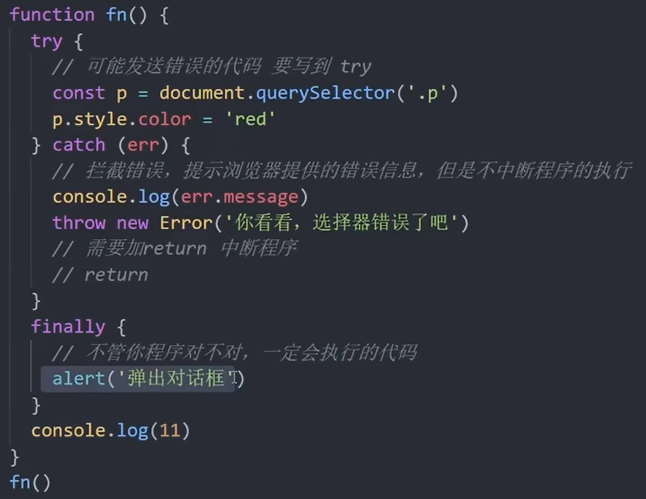 function fn() {
try {
// 可能发送错误的代码 要写到 try
const p = document.querySelector('.p')
p.style.color = 'red'
} catch (err) {
// 拦截错误，提示浏览器提供的错误信息，但是不中断程序的执行
console.log(err.message)
throw new Error('你看看，选择器错误了吧')
// 需要加return 中断程序
// return
}
finally {
// 不管你程序对不对，一定会执行的代码
alert('弹出对话框')
}
console.log(11)
}
fn()